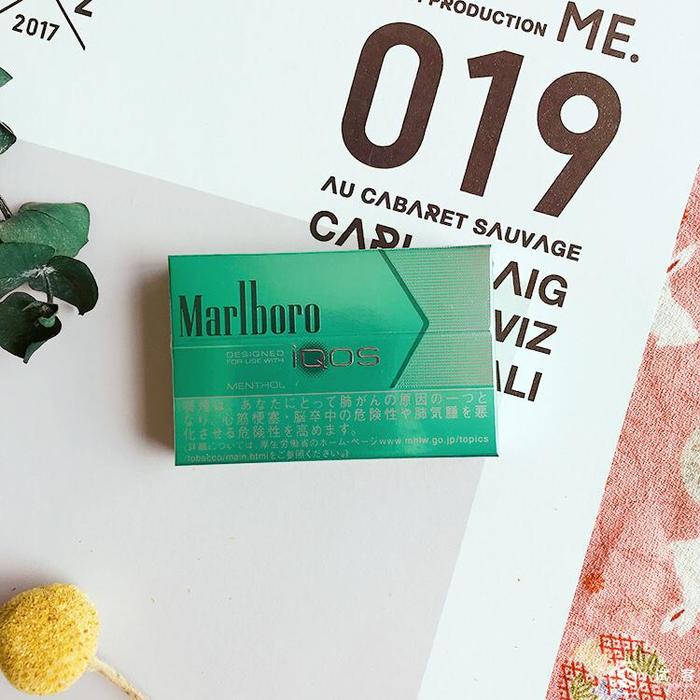 2017
PRODUCTION ME.
019
AU CABARET SAUVAGE
AIG
VIZ
ALI
Marlboro
DESIGNED
FOR USE WITH
IQOS
MENTHOL
喫煙は、あなたにとって肺がんの原因の一つと
なり、心筋梗塞・脳卒中の危険性や肺気腫を悪
化させる危険性を高めます。
(詳細については、厚生労働省のホーム・ページwww.mhlw.go.jp/topics
/tobacco/main.htmlをご参照ください。)